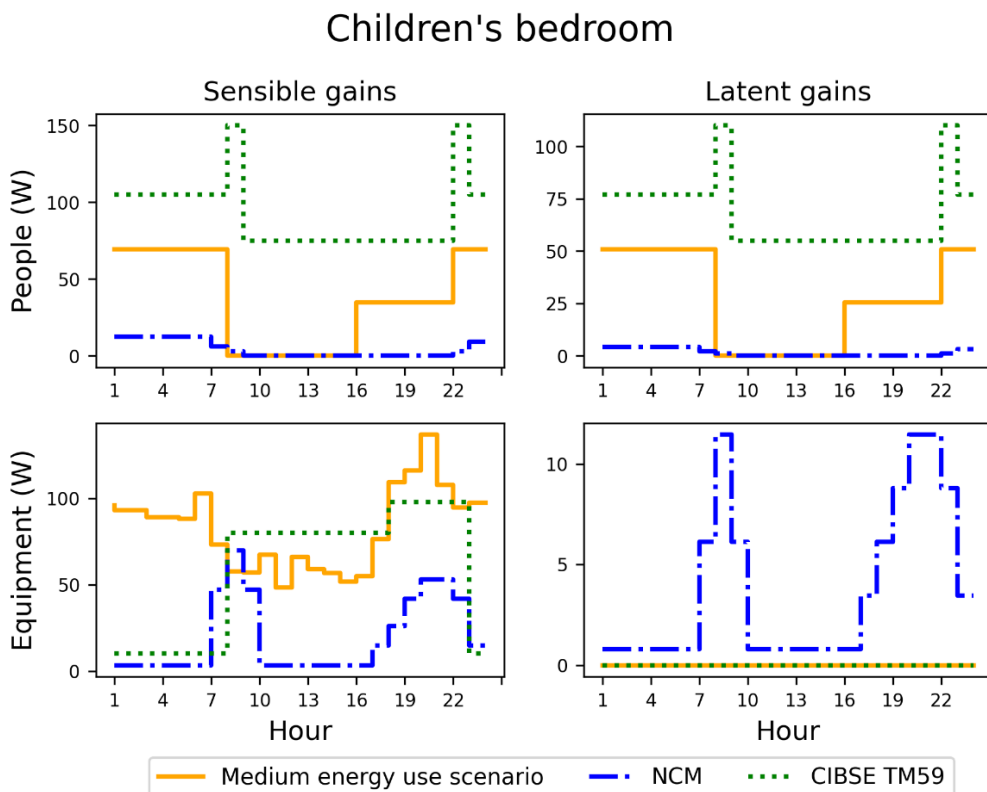 Children's bedroom
Sensible gains
Latent gains
People (W)
150
100
50
0
1 4 7 10 13 16 19 22
100
75
50
25
0
1 4 7 10 13 16 19 22
Equipment (W)
100
50
0
1 4 7 10 13 16 19 22
Hour
10
5
0
1 4 7 10 13 16 19 22
Hour
Medium energy use scenario NCM CIBSE TM59